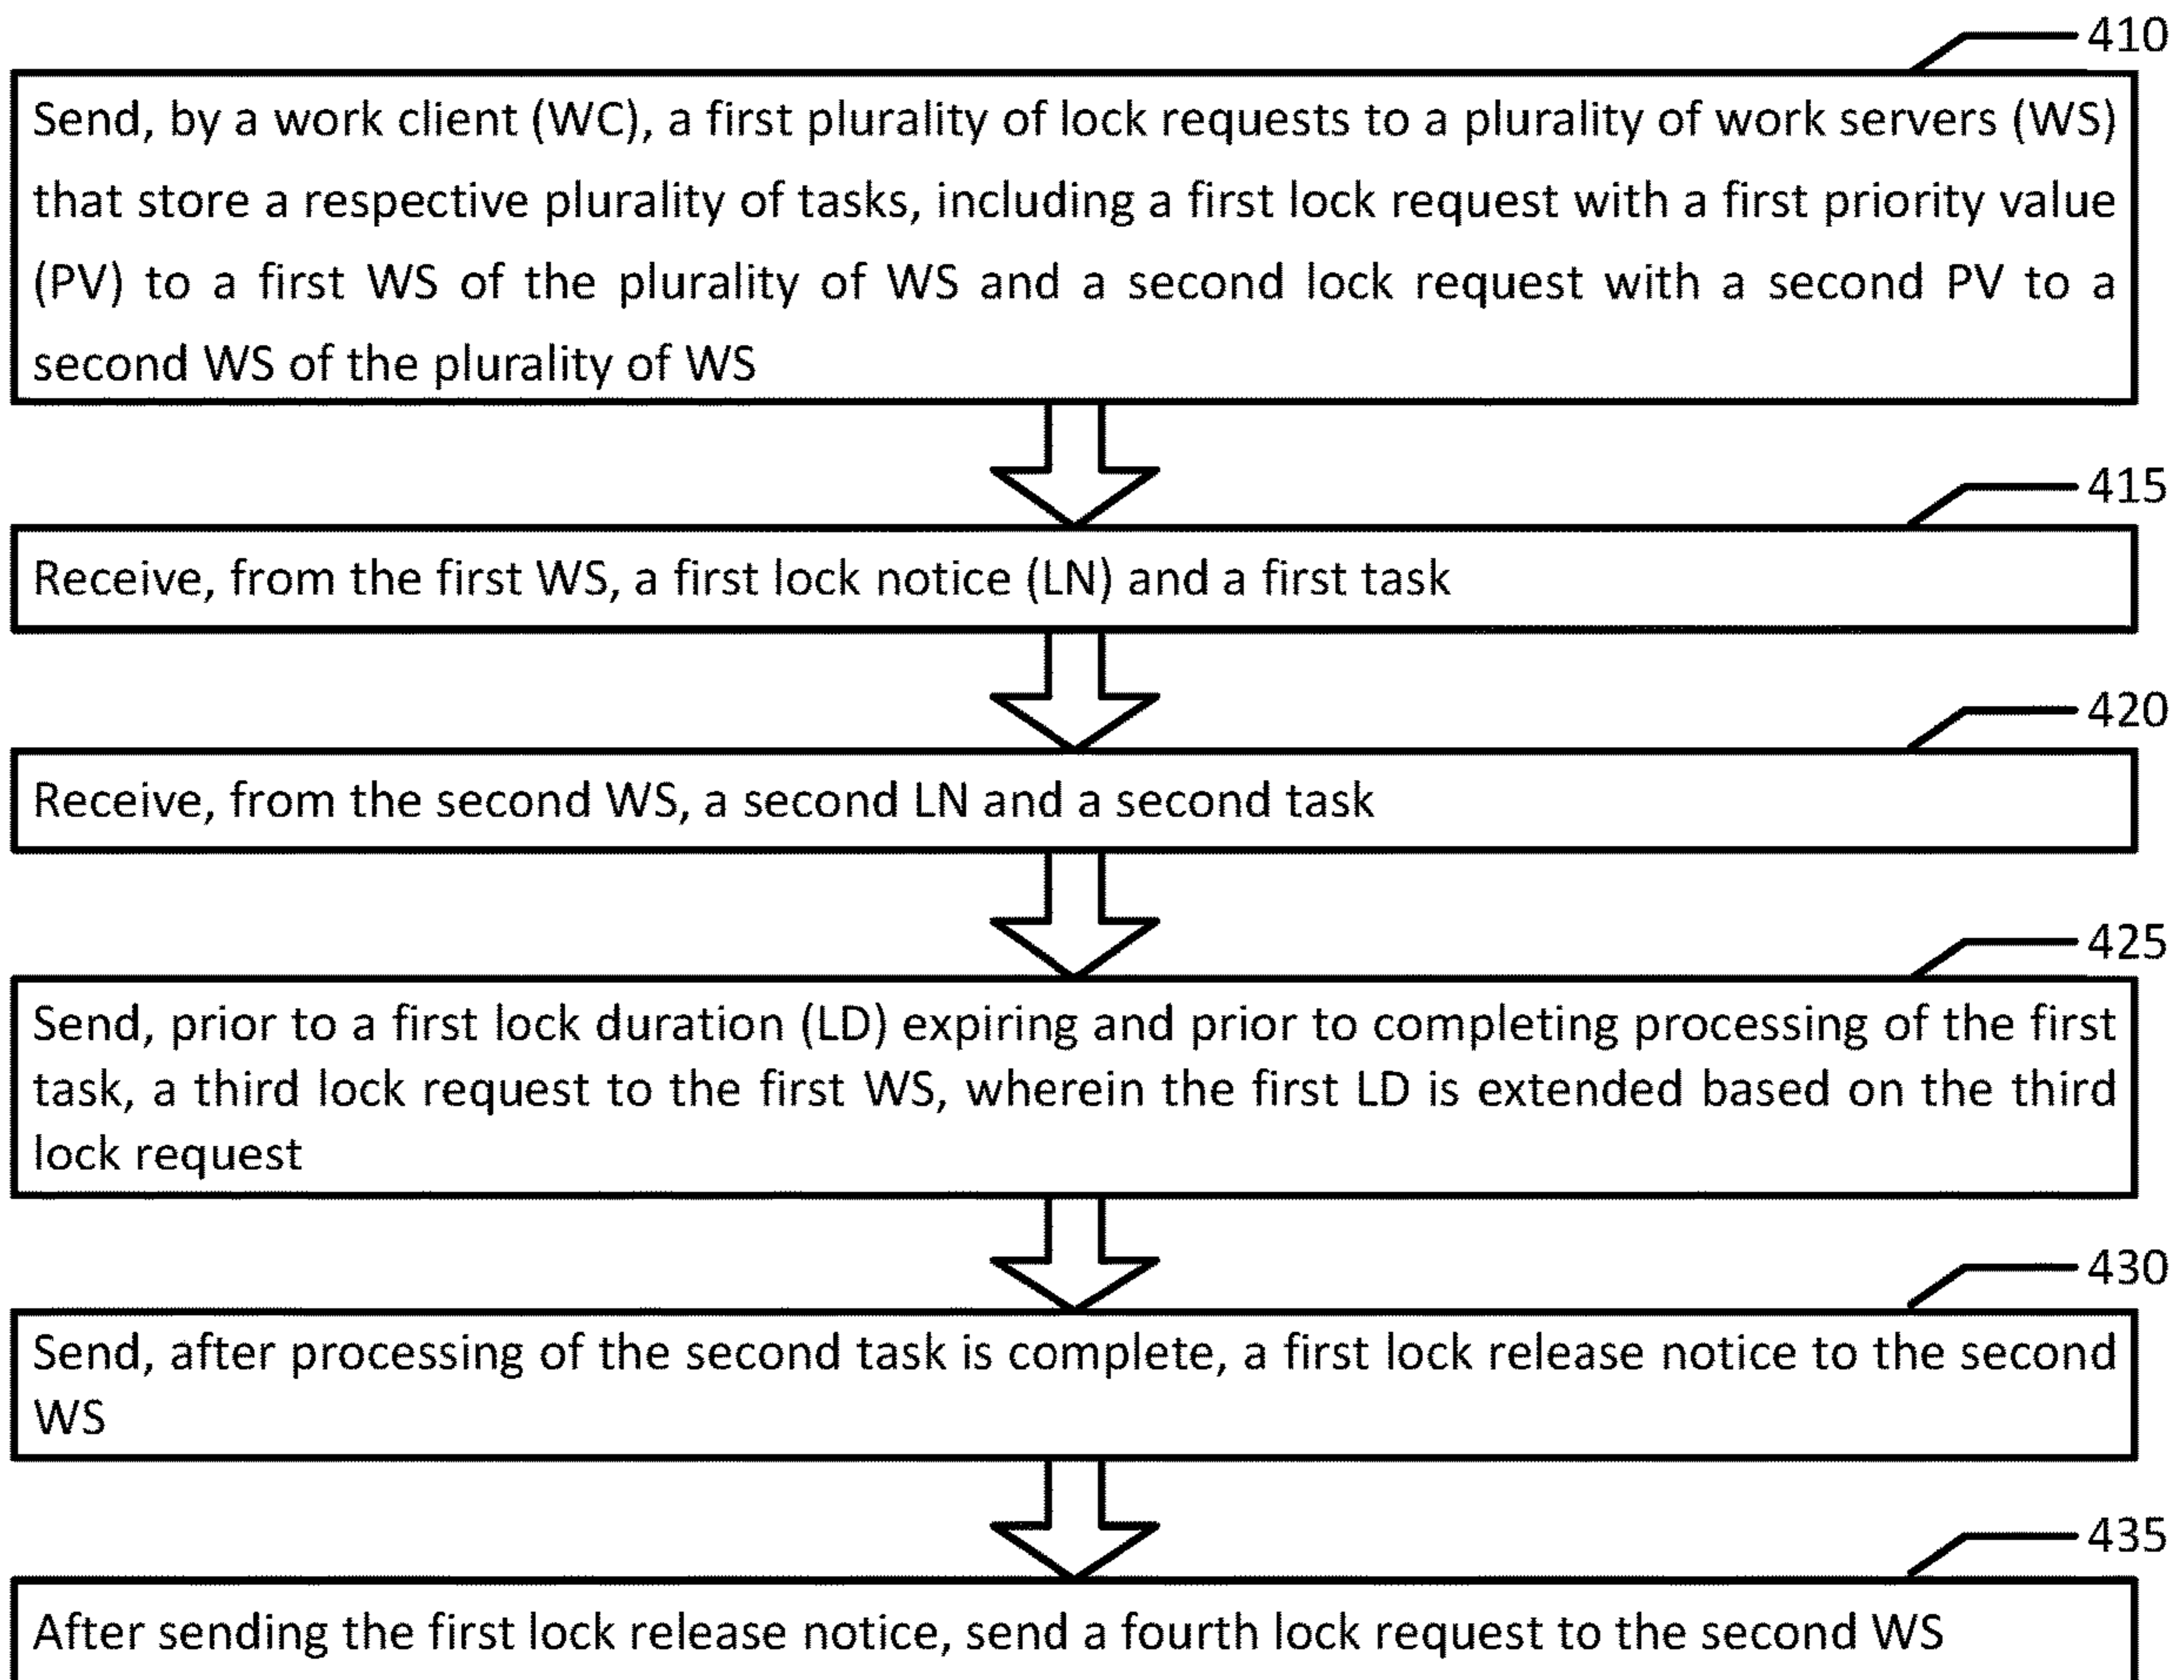 410
Send, by a work client (WC), a first plurality of lock requests to a plurality of work servers (WS)
that store a respective plurality of tasks, including a first lock request with a first priority value
(PV) to a first WS of the plurality of WS and a second lock request with a second PV to a
second WS of the plurality of WS
415
Receive, from the first WS, a first lock notice (LN) and a first task
420
Receive, from the second WS, a second LN and a second task
425
Send, prior to a first lock duration (LD) expiring and prior to completing processing of the first
task, a third lock request to the first WS, wherein the first LD is extended based on the third
lock request
430
Send, after processing of the second task is complete, a first lock release notice to the second
WS
435
After sending the first lock release notice, send a fourth lock request to the second WS